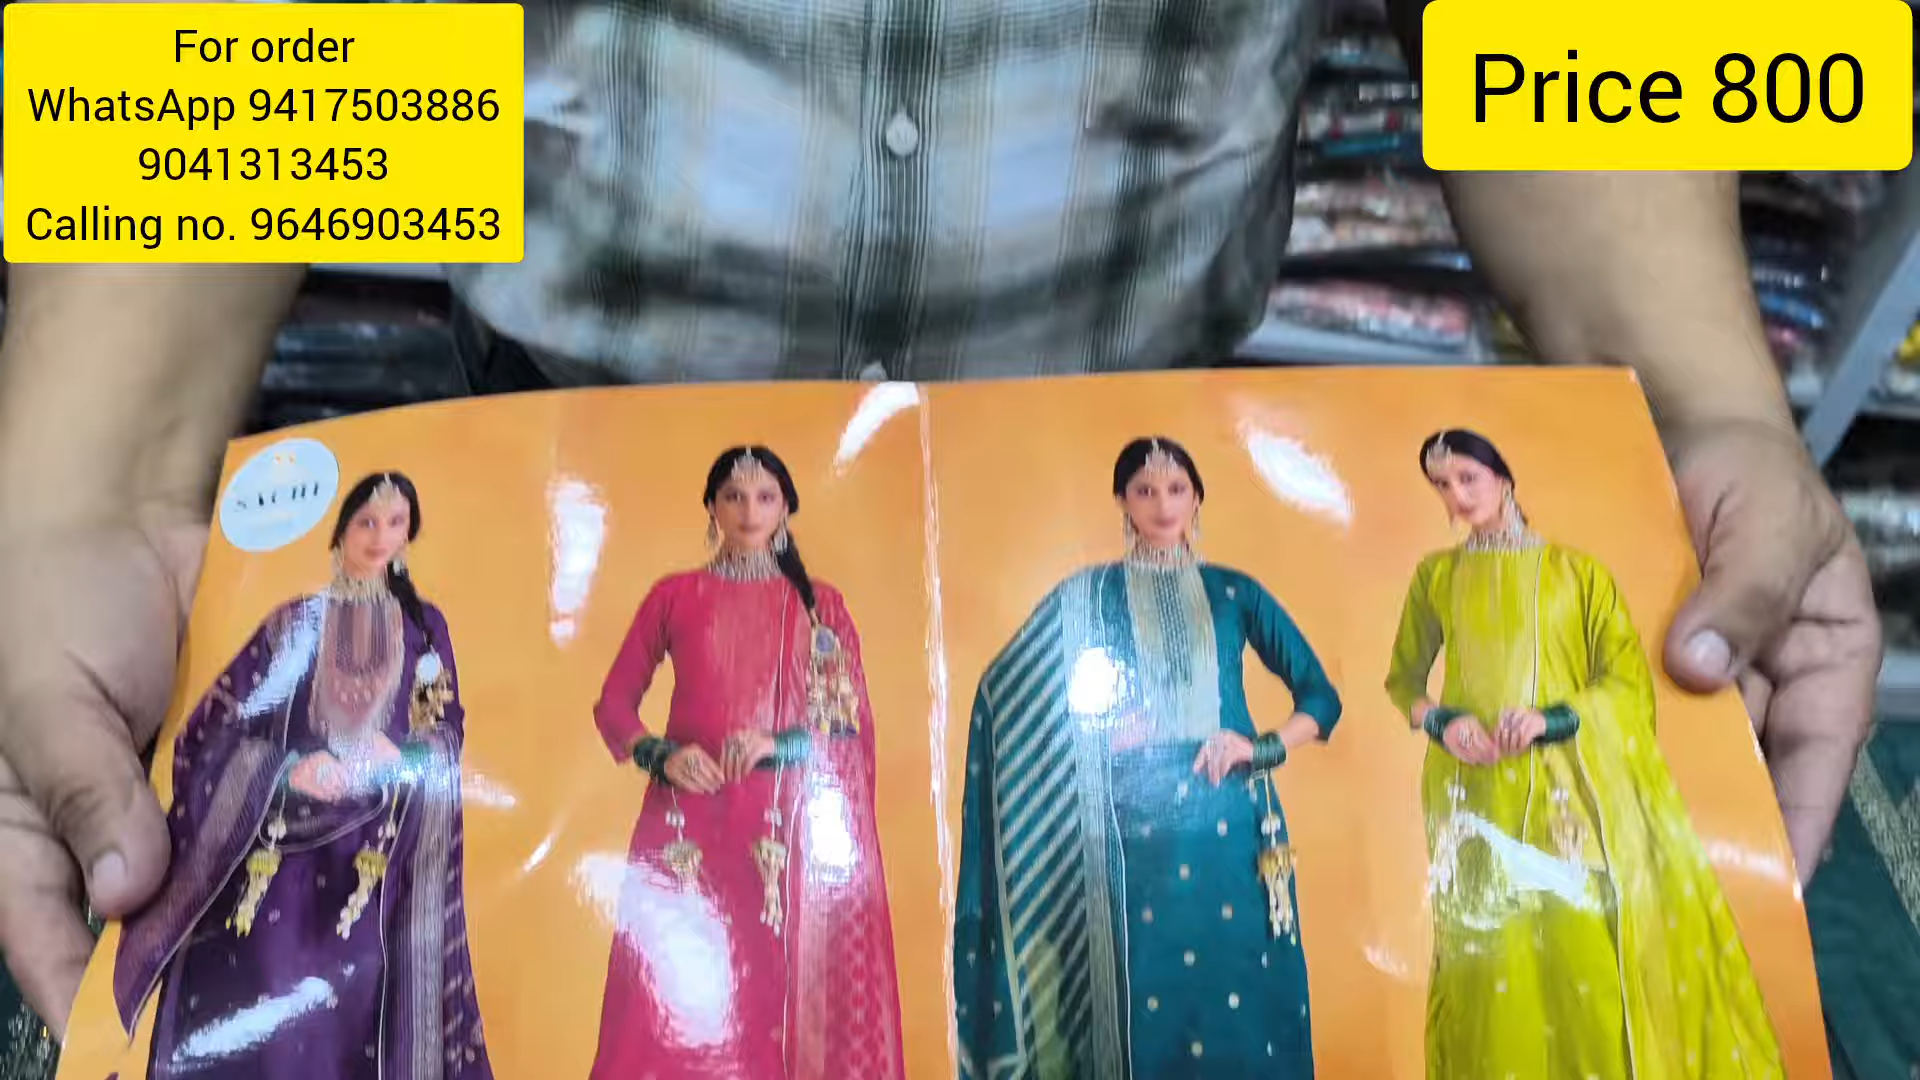 For order
WhatsApp 9417503886
9041313453
Calling no. 9646903453
Price 800